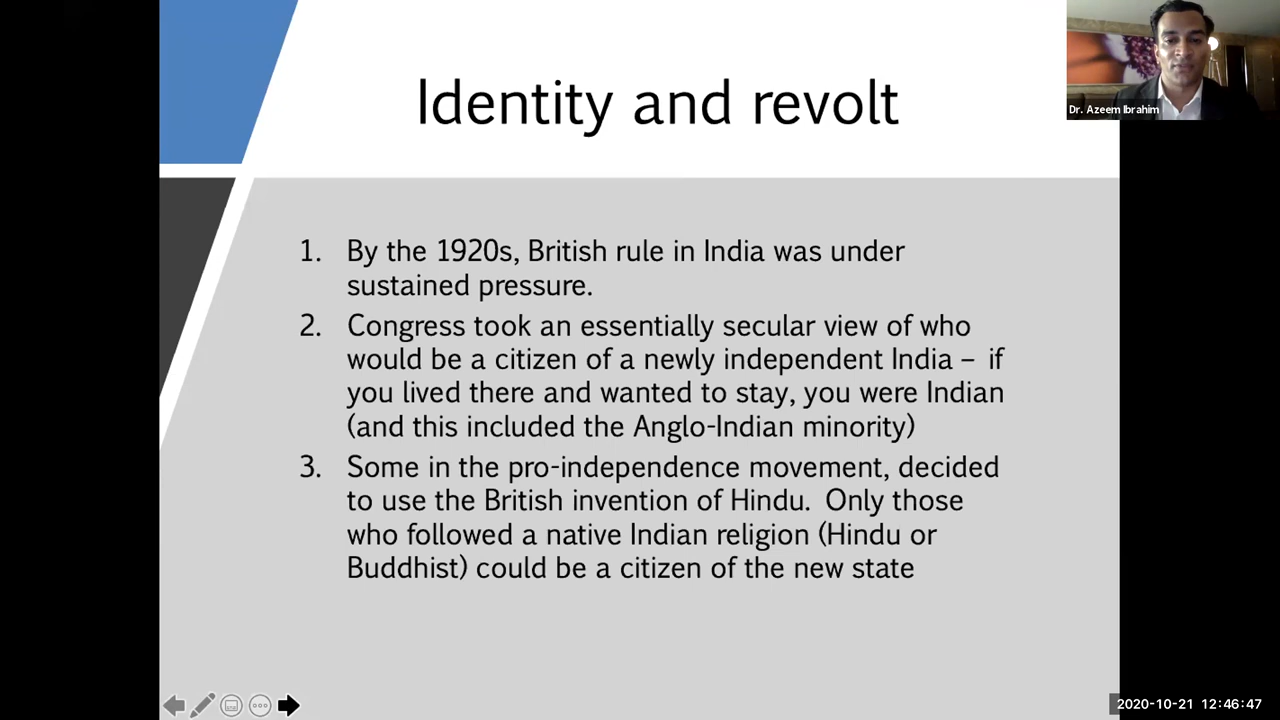 Identity and revolt
Dr. Azeem Ibrahim
1. By the 1920s, British rule in India was under
sustained pressure.
2. Congress took an essentially secular view of who
would be a citizen of a newly independent India – if
you lived there and wanted to stay, you were Indian
(and this included the Anglo-Indian minority)
3. Some in the pro-independence movement, decided
to use the British invention of Hindu. Only those
who followed a native Indian religion (Hindu or
Buddhist) could be a citizen of the new state
2020-10-21 12:46:47